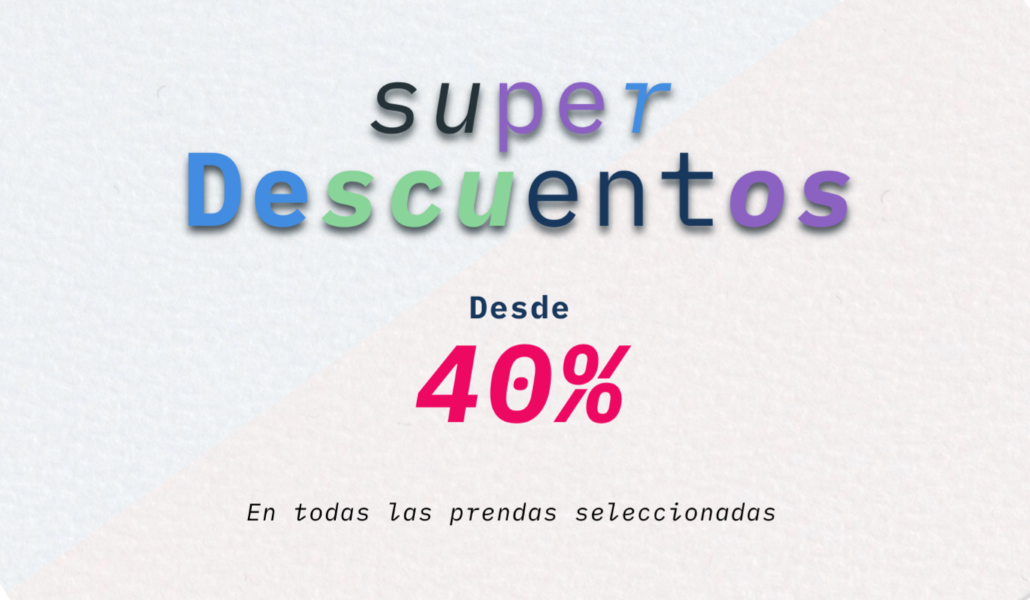 super
Descuentos
Desde
40%
En todas las prendas seleccionadas